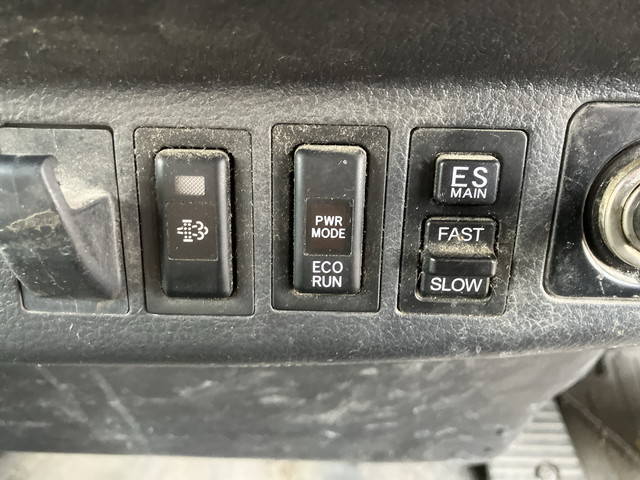 PWR
MODE
ECO
RUN
ES
MAIN
FAST
SLOW